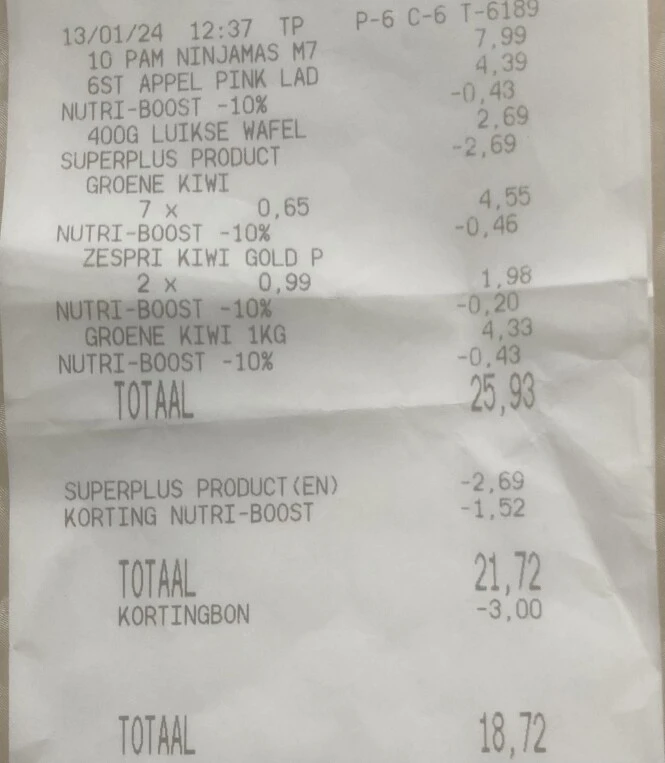 13/01/24 12:37 TP P-6 C-6 T-6189
10 PAM NINJAMAS M7 7,99
6ST APPEL PINK LAD 4,39
NUTRI-BOOST -10% -0,43
400G LUIKSE WAFEL 2,69
SUPERPLUS PRODUCT -2,69
GROENE KIWI
7 x 0,65 4,55
NUTRI-BOOST -10% -0,46
ZESPRI KIWI GOLD P
2 x 0,99 1,98
NUTRI-BOOST -10% -0,20
GROENE KIWI 1KG 4,33
NUTRI-BOOST -10% -0,43
TOTAAL 25,93
SUPERPLUS PRODUCT(EN) -2,69
KORTING NUTRI-BOOST -1,52
TOTAAL 21,72
KORTINGBON -3,00
TOTAAL 18,72